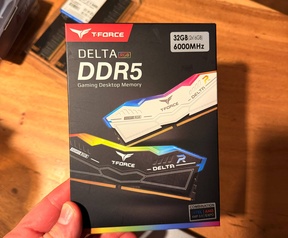 T-FORCE
32GB(2x16GB)
6000MHz
DELTA RGB
DDR5
Gaming Desktop Memory
T-FORCE
DELTA
T-FORCE
DELTA
R